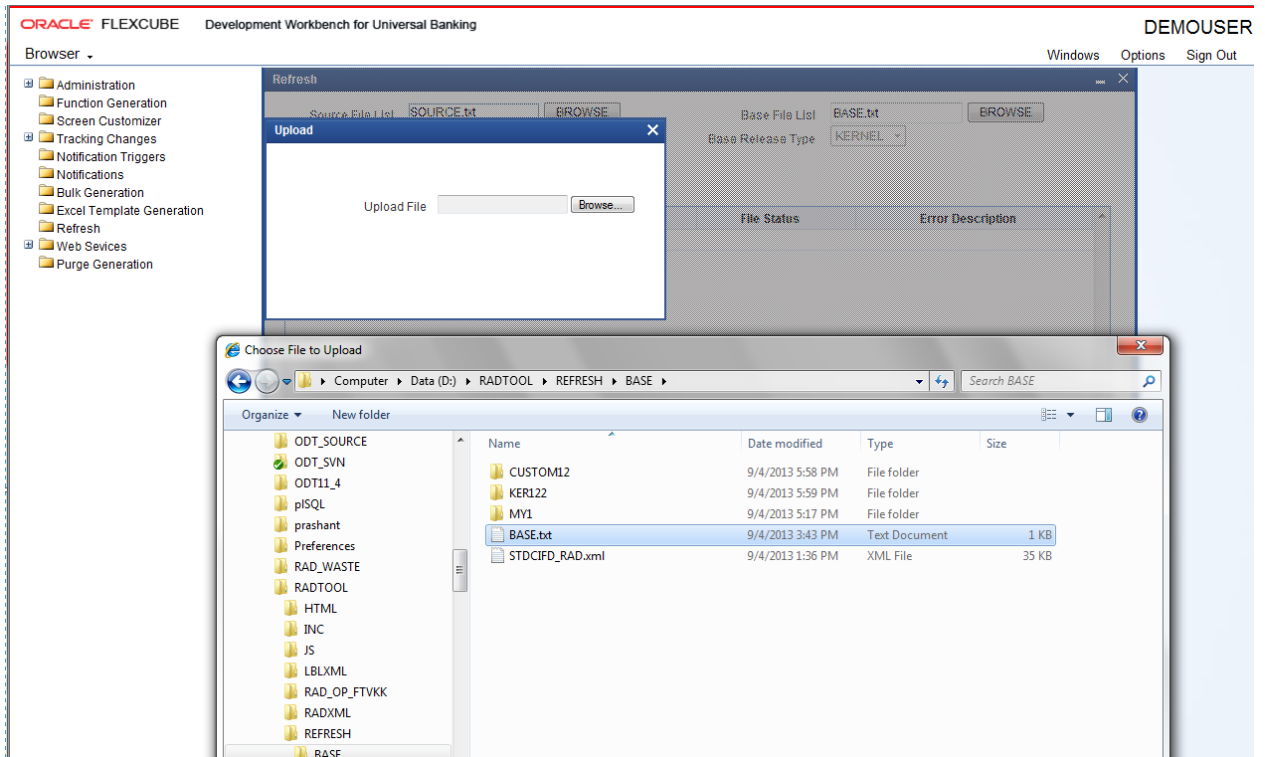 ORACLE FLEXCUBE Development Workbench for Universal Banking DEMOUSER
Browser Windows Options Sign Out
Administration
Function Generation
Screen Customizer
Tracking Changes
Notification Triggers
Notifications
Bulk Generation
Excel Template Generation
Refresh
Web Sevices
Purge Generation
Refresh
Source File List SOURCE.txt BROWSE Base File List BASE.txt BROWSE
Base Release Type KERNEL
File Status Error Description
Upload
Upload File Browse...
Choose File to Upload
Computer Data (D:) RADTOOL REFRESH BASE Search BASE
Organize New folder
ODT_SOURCE
ODT_SVN
ODT11_4
plSQL
prashant
Preferences
RAD_WASTE
RADTOOL
HTML
INC
JS
LBLXML
RAD_OP_FTVKK
RADXML
REFRESH
BASE
Name Date modified Type Size
CUSTOM12 9/4/2013 5:58 PM File folder
KER122 9/4/2013 5:59 PM File folder
MY1 9/4/2013 5:17 PM File folder
BASE.txt 9/4/2013 3:43 PM Text Document 1 KB
STDCIFD_RAD.xml 9/4/2013 1:36 PM XML File 35 KB